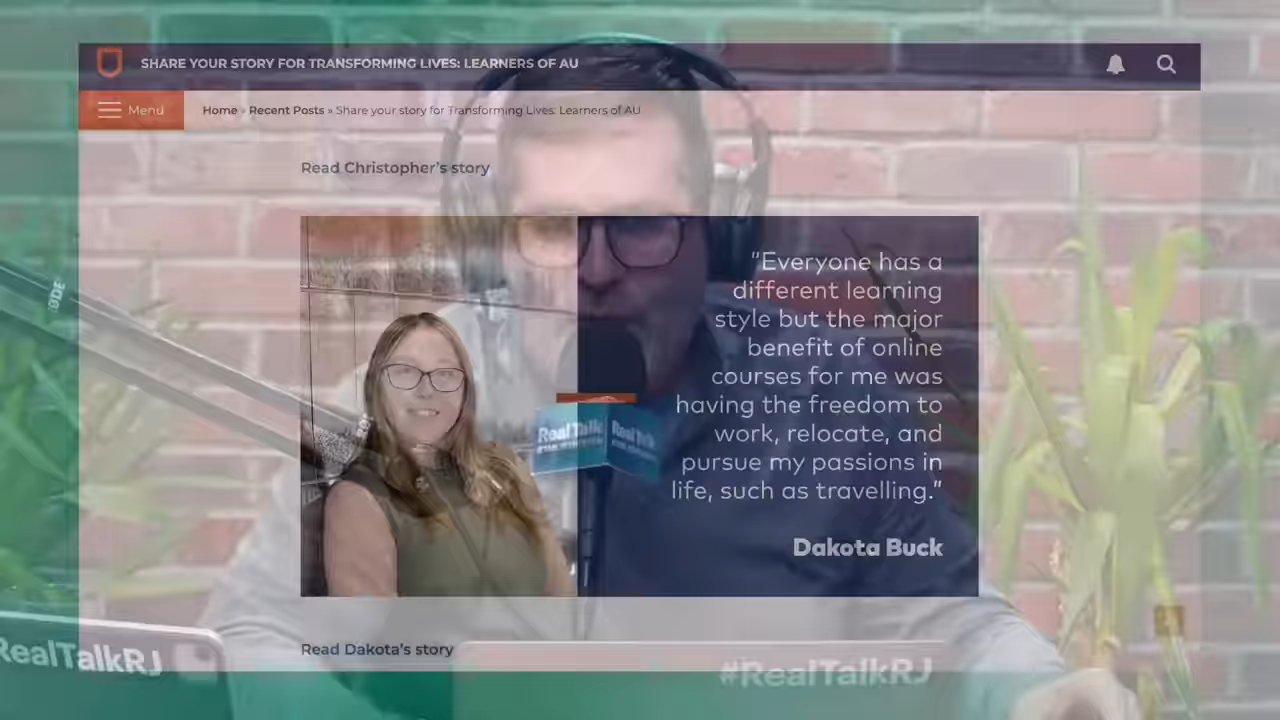 SHARE YOUR STORY FOR TRANSFORMING LIVES: LEARNERS OF AU
Menu
Home » Recent Posts » Share your story for Transforming Lives: Learners of AU
Read Christopher's story
"Everyone has a
different learning
style but the major
benefit of online
courses for me was
having the freedom to
work, relocate, and
pursue my passions in
life, such as travelling."
Dakota Buck
RealTalk
RealTalk
Read Dakota's story
RealTalkRJ
#RealTalkRJ